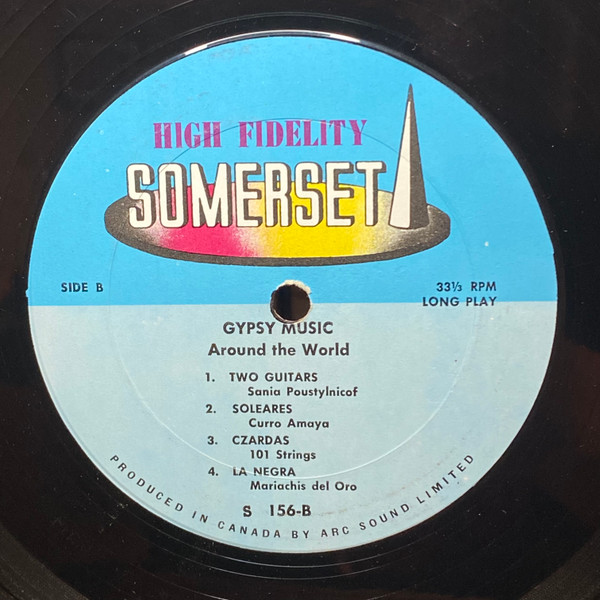 HIGH FIDELITY
SOMERSET
SIDE B
33⅓ RPM
LONG PLAY
GYPSY MUSIC
Around the World
1. TWO GUITARS
Sania Poustylnicof
2. SOLEARES
Curro Amaya
3. CZARDAS
101 Strings
4. LA NEGRA
Mariachis del Oro
S 156-B
PRODUCED IN CANADA BY ARC SOUND LIMITED